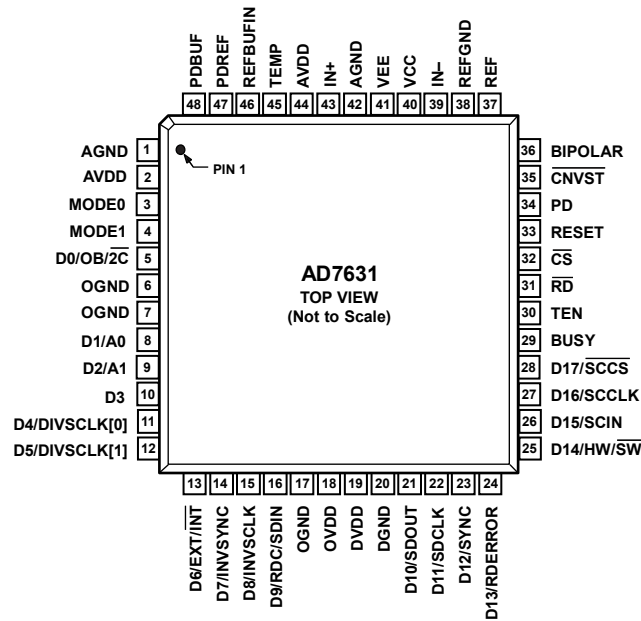 PDBUF
PDREF
REFBUFIN
TEMP
AVDD
IN+
AGND
VEE
VCC
IN–
REFGND
REF
48 47 46 45 44 43 42 41 40 39 38 37
AGND 1
AVDD 2
MODE0 3
MODE1 4
D0/OB/2C̅ 5
OGND 6
OGND 7
D1/A0 8
D2/A1 9
D3 10
D4/DIVSCLK[0] 11
D5/DIVSCLK[1] 12
PIN 1
AD7631
TOP VIEW
(Not to Scale)
36 BIPOLAR
35 C̅N̅V̅S̅T̅
34 PD
33 RESET
32 C̅S̅
31 R̅D̅
30 TEN
29 BUSY
28 D17/S̅C̅C̅S̅
27 D16/SCCLK
26 D15/SCIN
25 D14/HW/S̅W̅
13 14 15 16 17 18 19 20 21 22 23 24
D6/EXT/I̅N̅T̅
D7/INVSYNC
D8/INVSCLK
D9/RDC/SDIN
OGND
OVDD
DVDD
DGND
D10/SDOUT
D11/SDCLK
D12/SYNC
D13/RDERROR